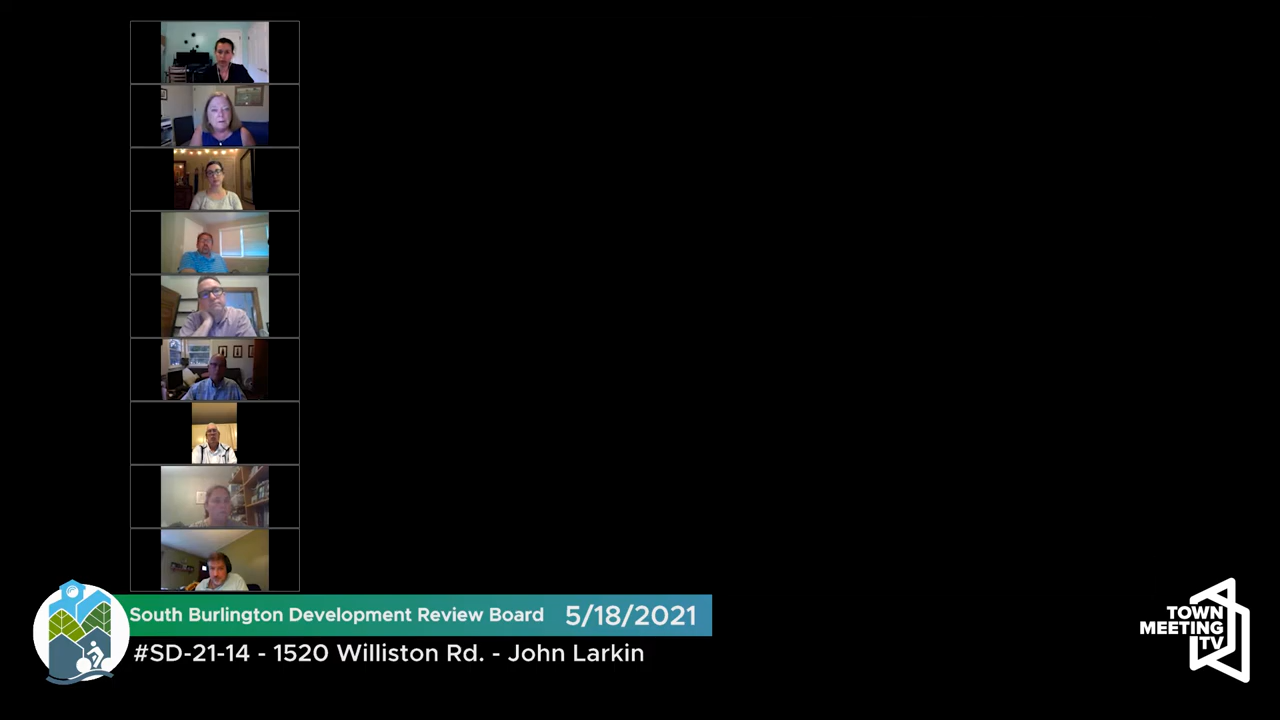 South Burlington Development Review Board 5/18/2021
#SD-21-14 - 1520 Williston Rd. - John Larkin
TOWN
MEETING
TV